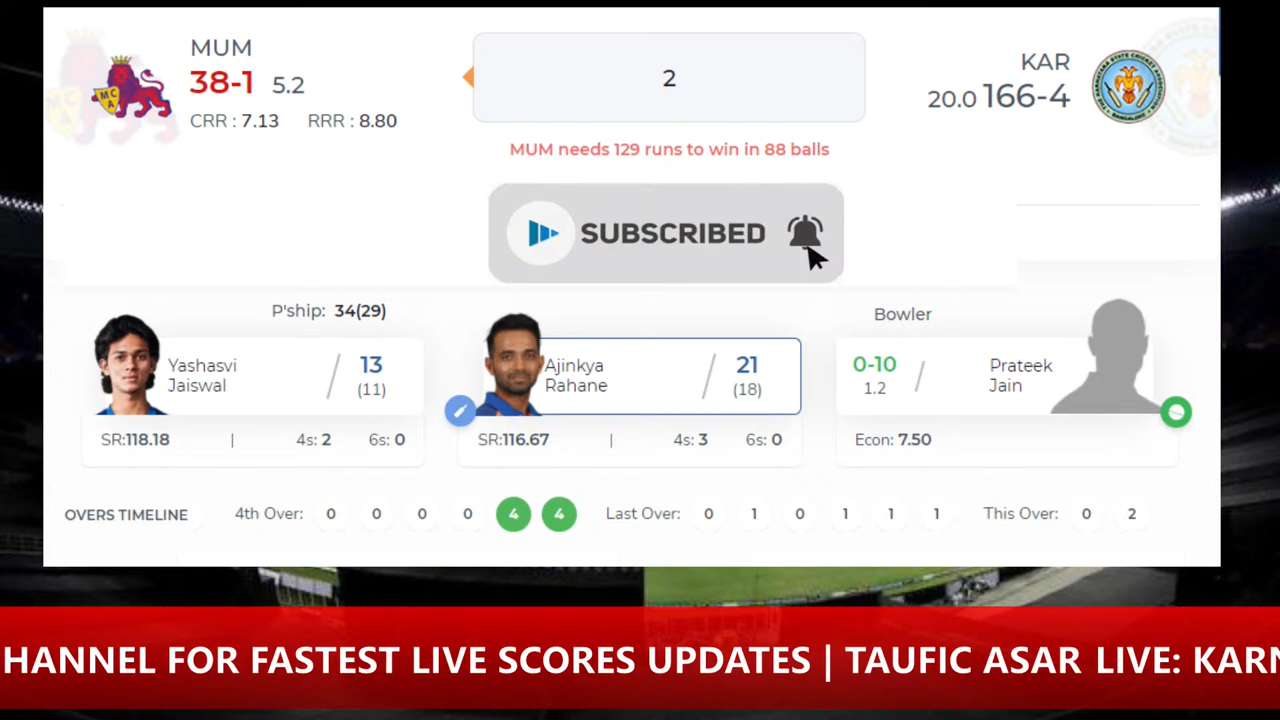 MUM
38-1 5.2
CRR : 7.13 RRR : 8.80
2
KAR
20.0 166-4
MUM needs 129 runs to win in 88 balls
SUBSCRIBED
P'ship: 34(29)
Bowler
Yashasvi
Jaiswal
13
(11)
Ajinkya
Rahane
21
(18)
0-10
1.2
Prateek
Jain
SR:118.18 | 4s: 2 6s: 0
SR:116.67 | 4s: 3 6s: 0
Econ: 7.50
OVERS TIMELINE 4th Over: 0 0 0 0 4 4 Last Over: 0 1 0 1 1 1 This Over: 0 2
HANNEL FOR FASTEST LIVE SCORES UPDATES | TAUFIC ASAR LIVE: KARN